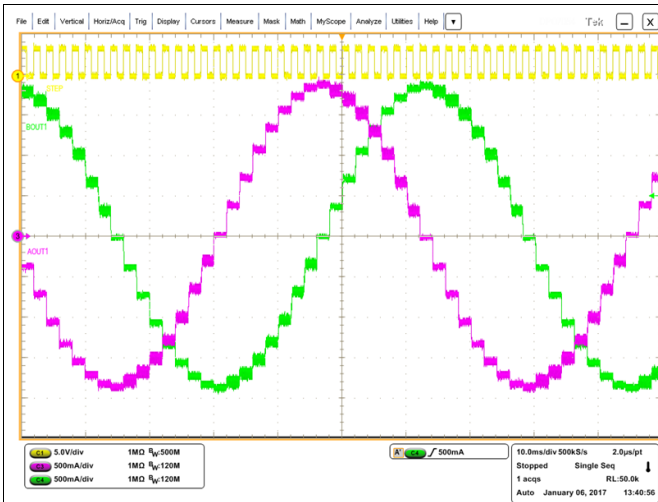 File Edit Vertical Horiz/Acq Trig Display Cursors Measure Mask Math MyScope Analyze Utilities Help Tek X
1
STEP
BOUT1
3
AOUT1
C1 5.0V/div 1MΩ BW:500M
C3 500mA/div 1MΩ BW:120M
C4 500mA/div 1MΩ BW:120M
A' C4 500mA
10.0ms/div 500kS/s 2.0µs/pt
Stopped Single Seq
1 acqs RL:50.0k
Auto January 06, 2017 13:40:56